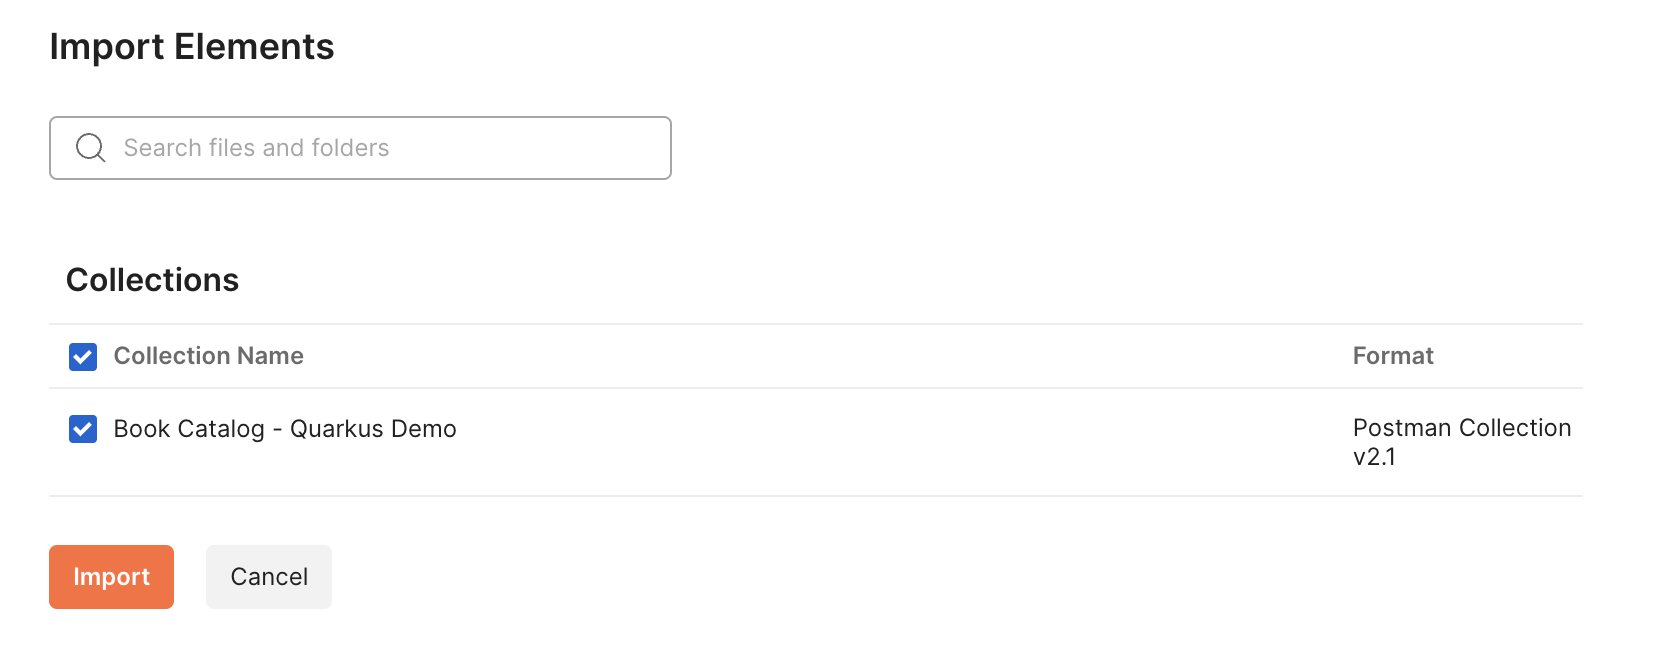 Import Elements
Search files and folders
Collections
Collection Name Format
Book Catalog - Quarkus Demo Postman Collection
v2.1
Import Cancel